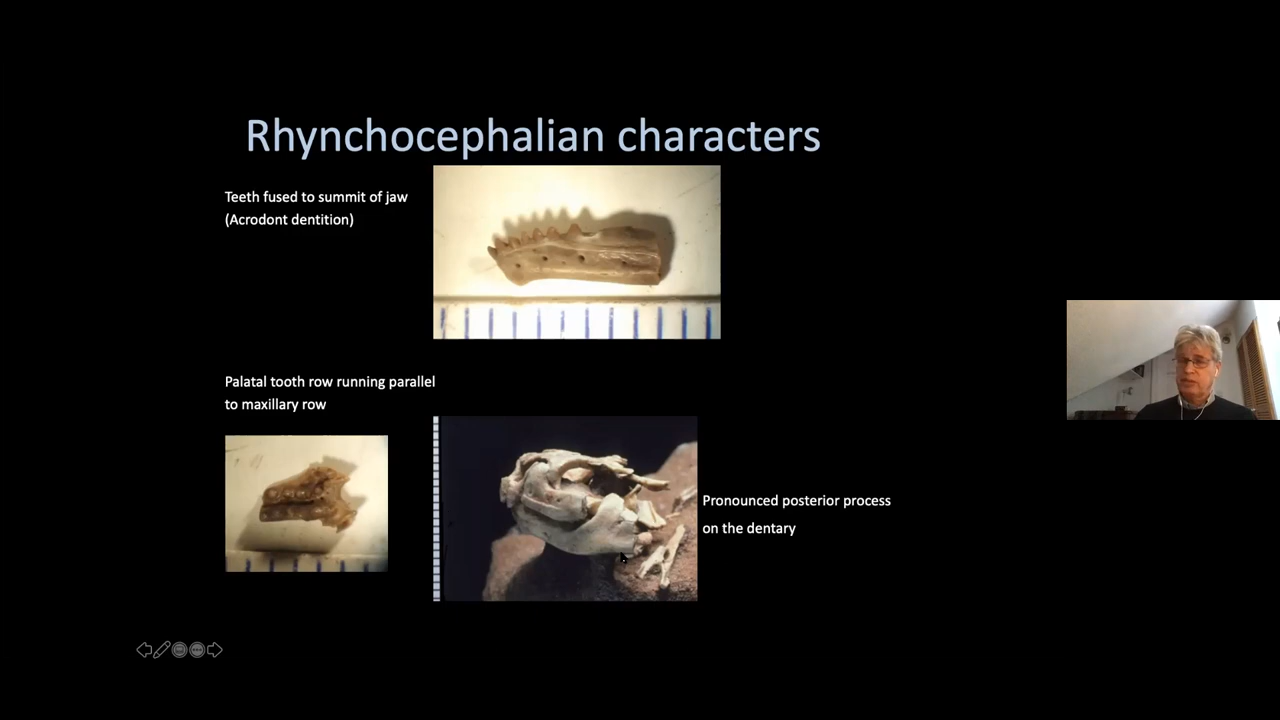 Rhynchocephalian characters
Teeth fused to summit of jaw
(Acrodont dentition)
Palatal tooth row running parallel
to maxillary row
Pronounced posterior process
on the dentary